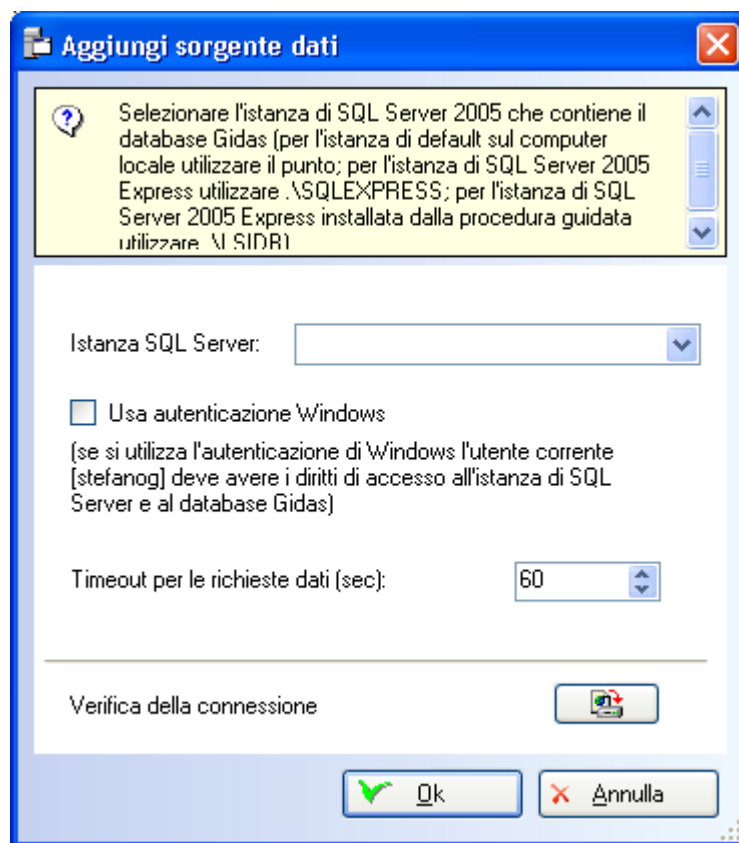 Aggiungi sorgente dati
Selezionare l'istanza di SQL Server 2005 che contiene il
database Gidas (per l'istanza di default sul computer
locale utilizzare il punto; per l'istanza di SQL Server 2005
Express utilizzare .\SQLEXPRESS; per l'istanza di SQL
Server 2005 Express installata dalla procedura guidata
utilizzare .\LSIDB)
Istanza SQL Server:
Usa autenticazione Windows
(se si utilizza l'autenticazione di Windows l'utente corrente
[stefanog] deve avere i diritti di accesso all'istanza di SQL
Server e al database Gidas)
Timeout per le richieste dati (sec): 60
Verifica della connessione
Ok Annulla